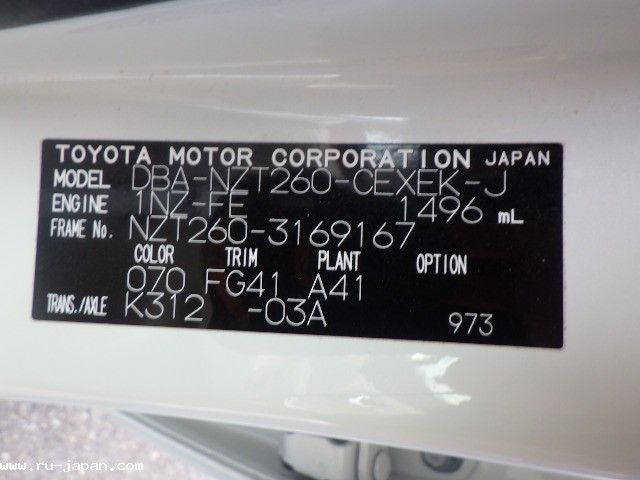 TOYOTA MOTOR CORPORATION JAPAN
MODEL DBA-NZT260-CEXEK-J
ENGINE 1NZ-FE 1496 mL
FRAME No. NZT260-3169167
COLOR TRIM PLANT OPTION
070 FG41 A41
TRANS./AXLE K312 -03A
973
www.ru-japan.com